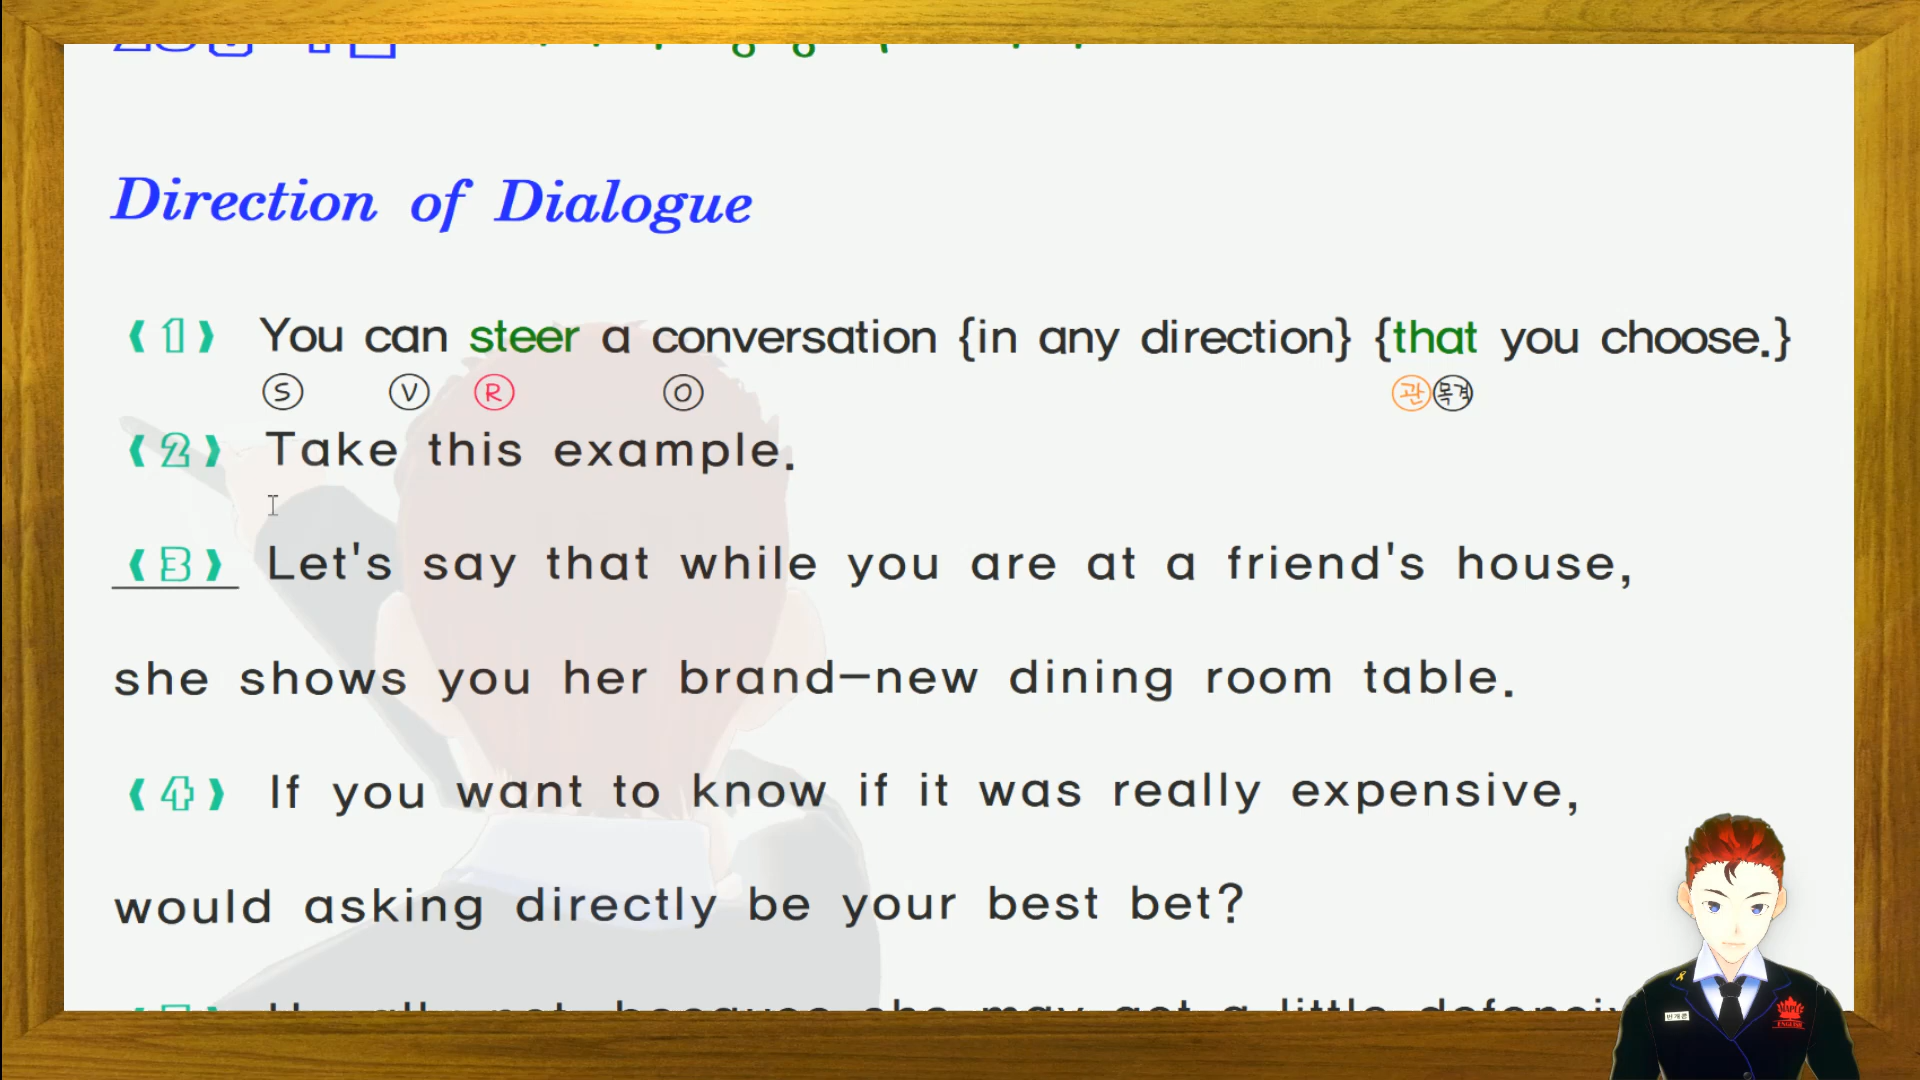 Direction of Dialogue
❰1❱ You can steer a conversation {in any direction} {that you choose.}
S V R O 관 목격
❰2❱ Take this example.
❰3❱ Let's say that while you are at a friend's house,
she shows you her brand-new dining room table.
❰4❱ If you want to know if it was really expensive,
would asking directly be your best bet?
MAPLE
ENGLISH